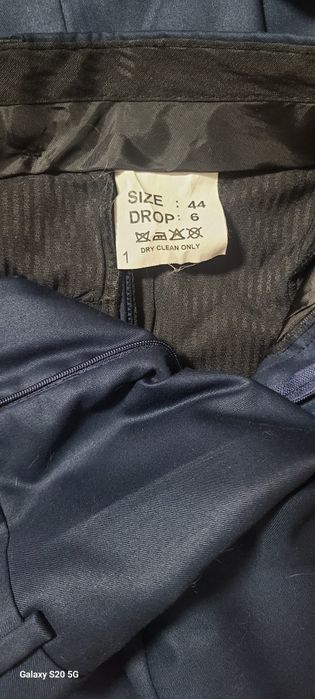 SIZE : 44
DROP: 6
DRY CLEAN ONLY
1
Galaxy S20 5G